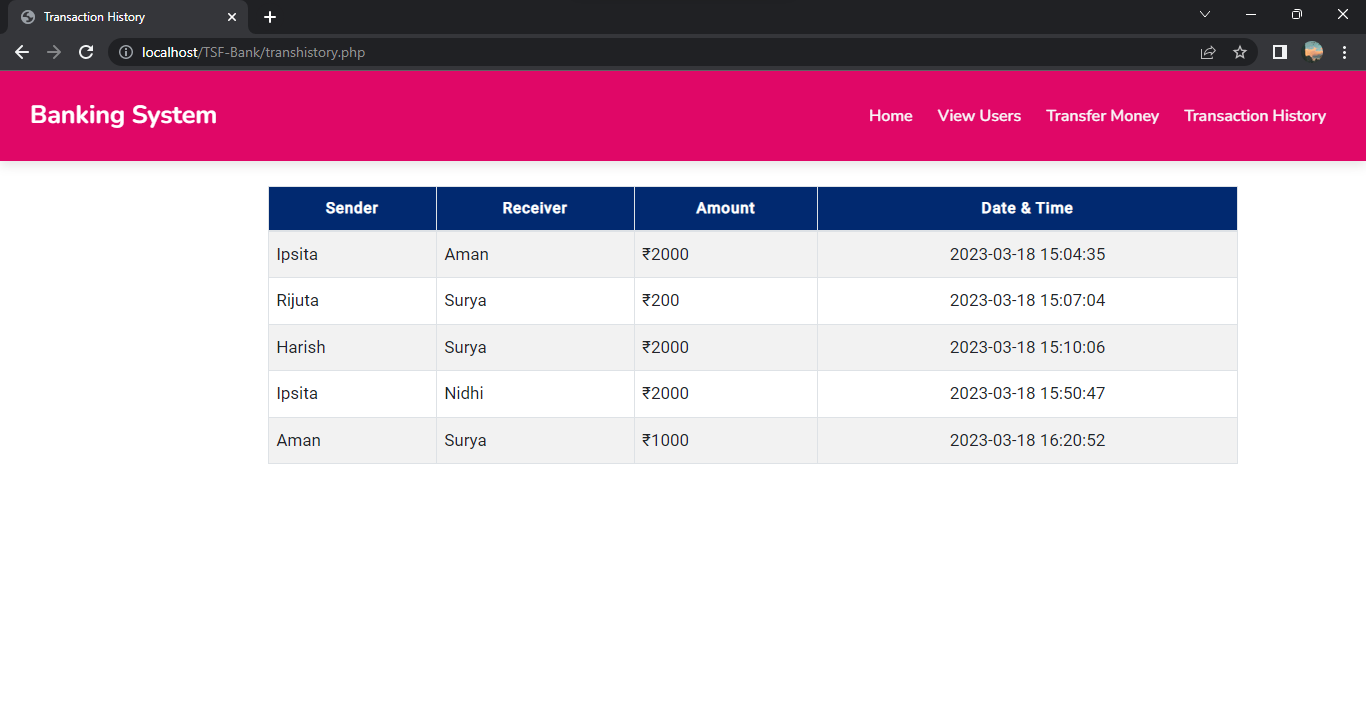 Transaction History
localhost/TSF-Bank/transhistory.php
Banking System Home View Users Transfer Money Transaction History
Sender Receiver Amount Date & Time
Ipsita Aman ₹2000 2023-03-18 15:04:35
Rijuta Surya ₹200 2023-03-18 15:07:04
Harish Surya ₹2000 2023-03-18 15:10:06
Ipsita Nidhi ₹2000 2023-03-18 15:50:47
Aman Surya ₹1000 2023-03-18 16:20:52